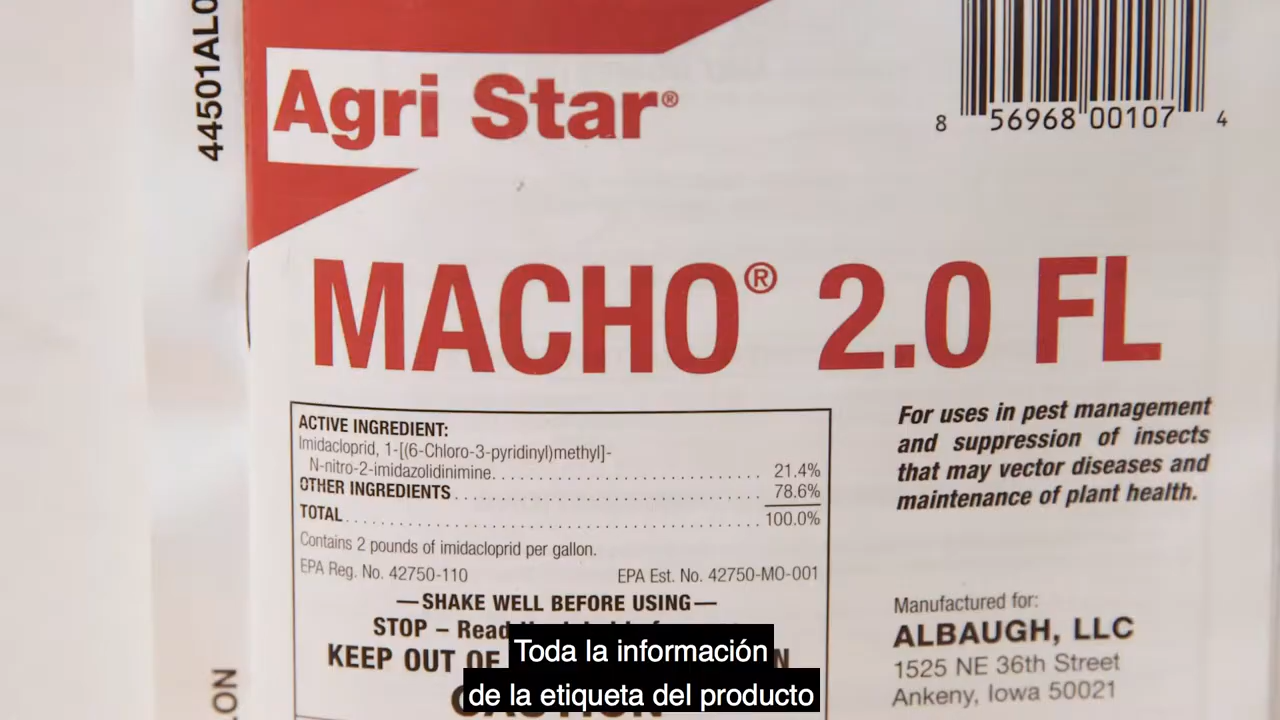 44501AL0
Agri Star®
8 56968 00107 4
MACHO® 2.0 FL
ACTIVE INGREDIENT:
Imidacloprid, 1-[(6-Chloro-3-pyridinyl)methyl]-
N-nitro-2-imidazolidinimine. . . . . . . . . . . . . . . . . . . . . . . . . . . . . 21.4%
OTHER INGREDIENTS . . . . . . . . . . . . . . . . . . . . . . . . . . . . . . . . . 78.6%
TOTAL . . . . . . . . . . . . . . . . . . . . . . . . . . . . . . . . . . . . . . . . . . . . 100.0%
Contains 2 pounds of imidacloprid per gallon.
EPA Reg. No. 42750-110 EPA Est. No. 42750-MO-001
—SHAKE WELL BEFORE USING—
STOP – Read
KEEP OUT OF
For uses in pest management
and suppression of insects
that may vector diseases and
maintenance of plant health.
Manufactured for:
ALBAUGH, LLC
1525 NE 36th Street
Ankeny, Iowa 50021
Toda la información
de la etiqueta del producto